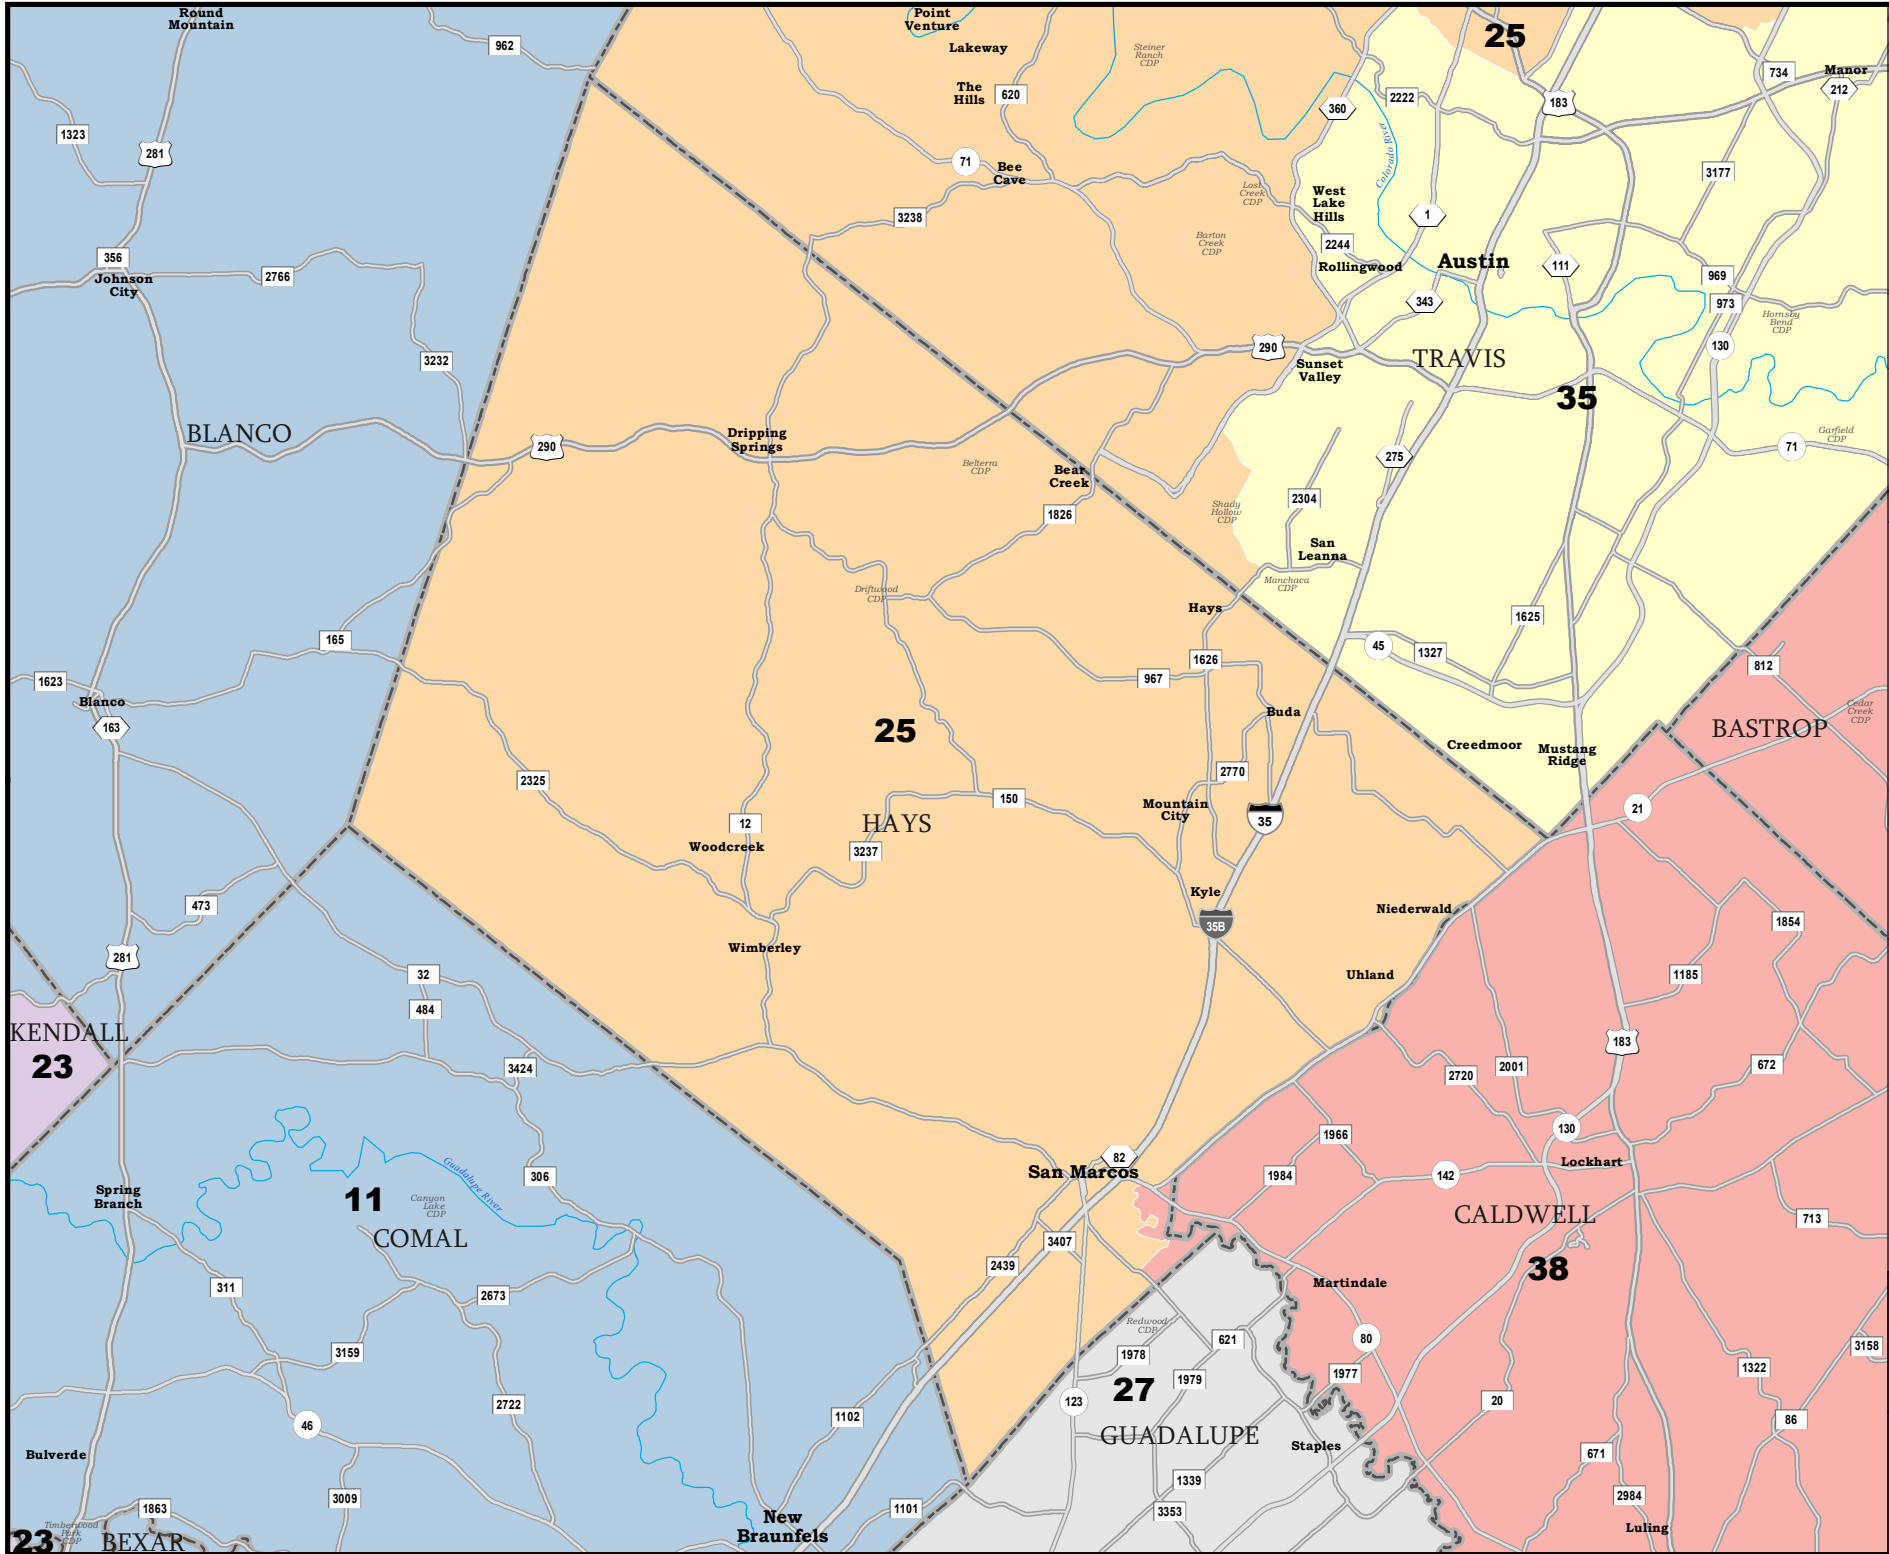 Round
Mountain
962
Point
Venture
Lakeway
The
Hills
620
Steiner
Ranch
CDP
25
734
Manor
212
360
2222
183
1323
281
71
Bee
Cave
3238
Lost
Creek
CDP
Barton
Creek
CDP
Colorado River
West
Lake
Hills
2244
Rollingwood
1
Austin
3177
111
343
969
973
130
Hornsby
Bend
CDP
356
Johnson
City
2766
3232
290
Sunset
Valley
TRAVIS
35
BLANCO
290
Dripping
Springs
Belterra
CDP
Bear
Creek
1826
275
2304
Shady
Hollow
CDP
San
Leanna
Manchaca
CDP
Garfield
CDP
71
Driftwood
CDP
Hays
1625
45
1327
165
1623
Blanco
163
1626
967
Buda
812
Cedar
Creek
CDP
BASTROP
25
Creedmoor
Mustang
Ridge
2325
2770
150
Mountain
City
35
21
12
HAYS
Woodcreek
3237
473
Kyle
35B
Niederwald
1854
Wimberley
281
32
484
Uhland
1185
KENDALL
23
183
3424
2720
2001
672
1966
130
82
San Marcos
1984
142
Lockhart
306
Guadalupe River
Spring
Branch
11
Canyon
Lake
CDP
COMAL
CALDWELL
713
3407
2439
38
311
2673
Martindale
Redwood
CDP
621
80
3159
1978
1979
27
1977
3158
1322
2722
123
20
86
46
1102
GUADALUPE
Staples
671
Bulverde
1339
3009
1863
1101
3353
2984
Luling
Timberwood
Park
CDP
23
BEXAR
New
Braunfels